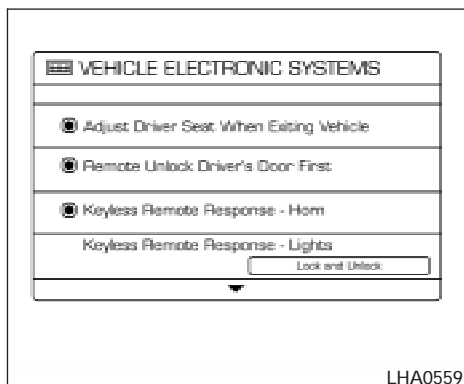 VEHICLE ELECTRONIC SYSTEMS
Adjust Driver Seat When Exiting Vehicle
Remote Unlock Driver's Door First
Keyless Remote Response - Horn
Keyless Remote Response - Lights
Lock and Unlock
LHA0559